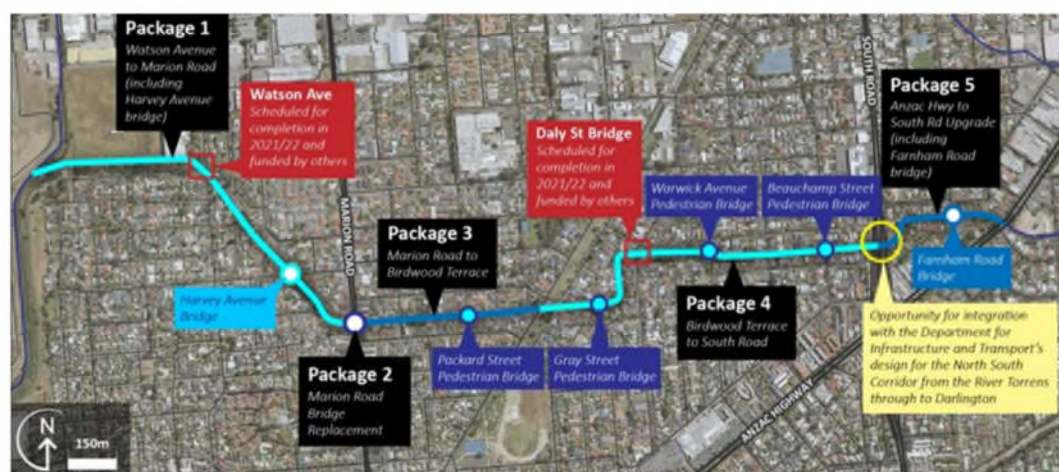 Package 1
Watson Avenue
to Marion Road
(including
Harvey Avenue
bridge)
Watson Ave
Scheduled for
completion in
2021/22 and
funded by others
MARION ROAD
Harvey Avenue
Bridge
Package 2
Marion Road
Bridge
Replacement
Package 3
Marion Road to
Birdwood Terrace
Packard Street
Pedestrian Bridge
Gray Street
Pedestrian Bridge
Daly St Bridge
Scheduled for
completion in
2021/22 and
funded by others
Warwick Avenue
Pedestrian Bridge
Beauchamp Street
Pedestrian Bridge
Package 4
Birdwood Terrace
to South Road
SOUTH ROAD
Package 5
Anzac Hwy to
South Rd Upgrade
(including
Farnham Road
bridge)
Farnham Road
Bridge
Opportunity for integration
with the Department for
Infrastructure and Transport's
design for the North South
Corridor from the River Torrens
through to Darlington
ANZAC HIGHWAY
N
150m